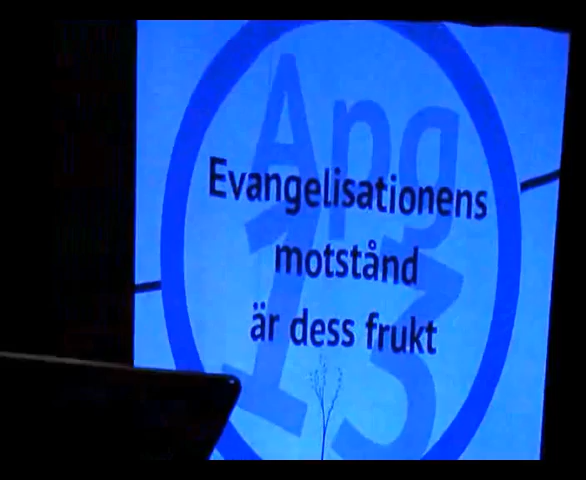 Apg
13
Evangelisationens
motstånd
är dess frukt